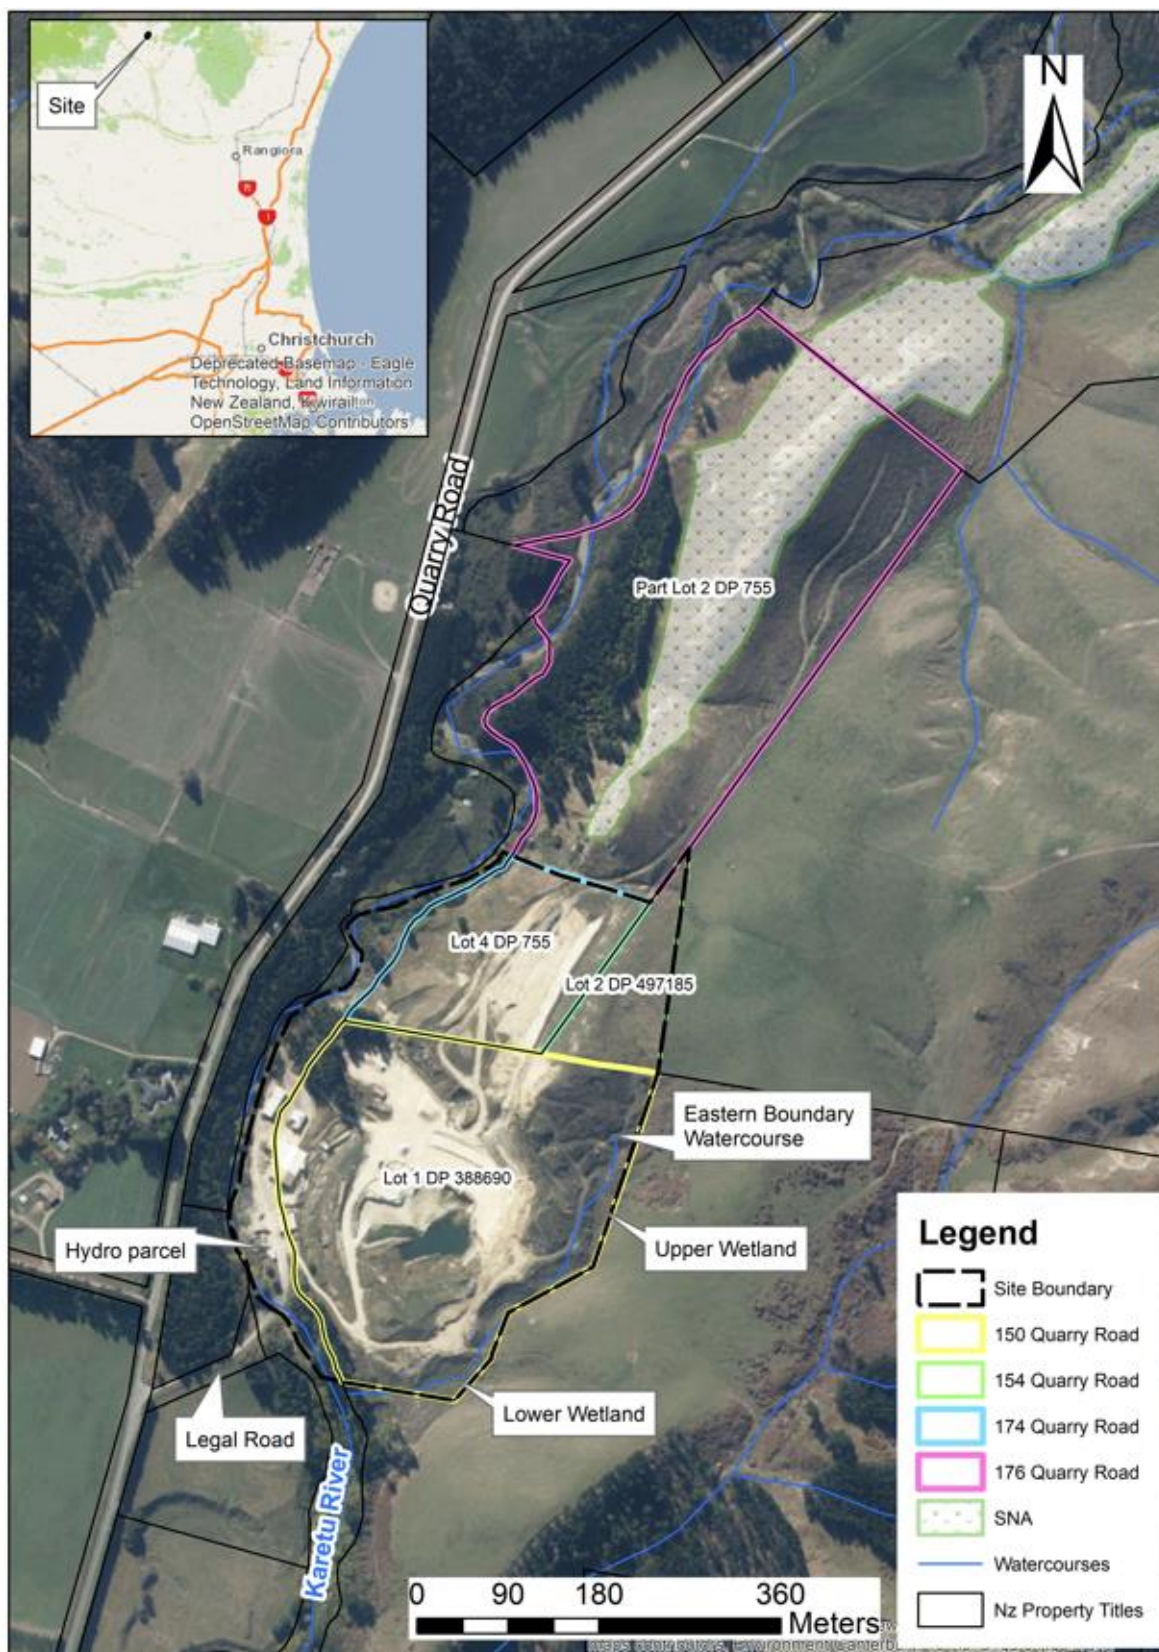 Site
Rangiora
1
Christchurch
Deprecated Basemap - Eagle
Technology, Land Information
New Zealand, Kiwirail
OpenStreetMap Contributors
N
Quarry Road
Part Lot 2 DP 755
Lot 4 DP 755
Lot 2 DP 497185
Eastern Boundary
Watercourse
Lot 1 DP 388690
Upper Wetland
Hydro parcel
Lower Wetland
Legal Road
Karetu River
Legend
Site Boundary
150 Quarry Road
154 Quarry Road
174 Quarry Road
176 Quarry Road
SNA
Watercourses
Nz Property Titles
0 90 180 360
Meters